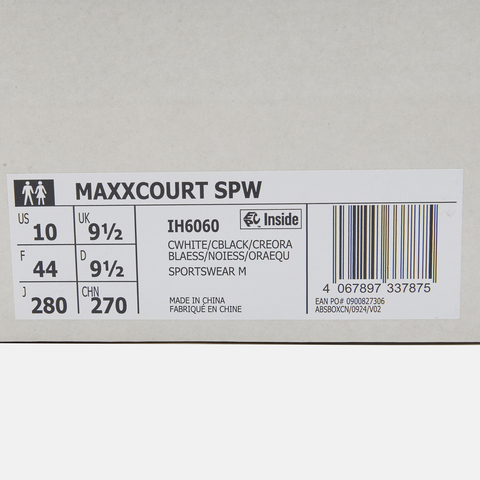 MAXXCOURT SPW
US 10 UK 9½
F 44 D 9½
J 280 CHN 270
IH6060 Inside
CWHITE/CBLACK/CREORA
BLAESS/NOIESS/ORAEQU
SPORTSWEAR M
MADE IN CHINA
FABRIQUÉ EN CHINE
4 067897 337875
EAN PO# 0900827306
ABSBOXCN/0924/V02